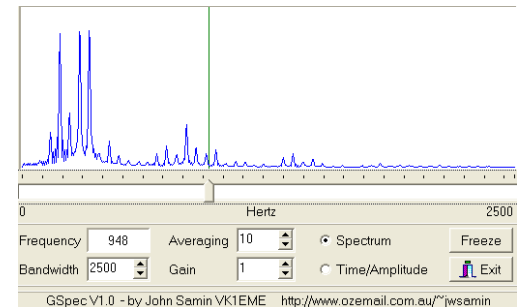 0 Hertz 2500
Frequency 948 Averaging 10 Spectrum Freeze
Bandwidth 2500 Gain 1 Time/Amplitude Exit
GSpec V1.0 - by John Samin VK1EME http://www.ozemail.com.au/~jwsamin